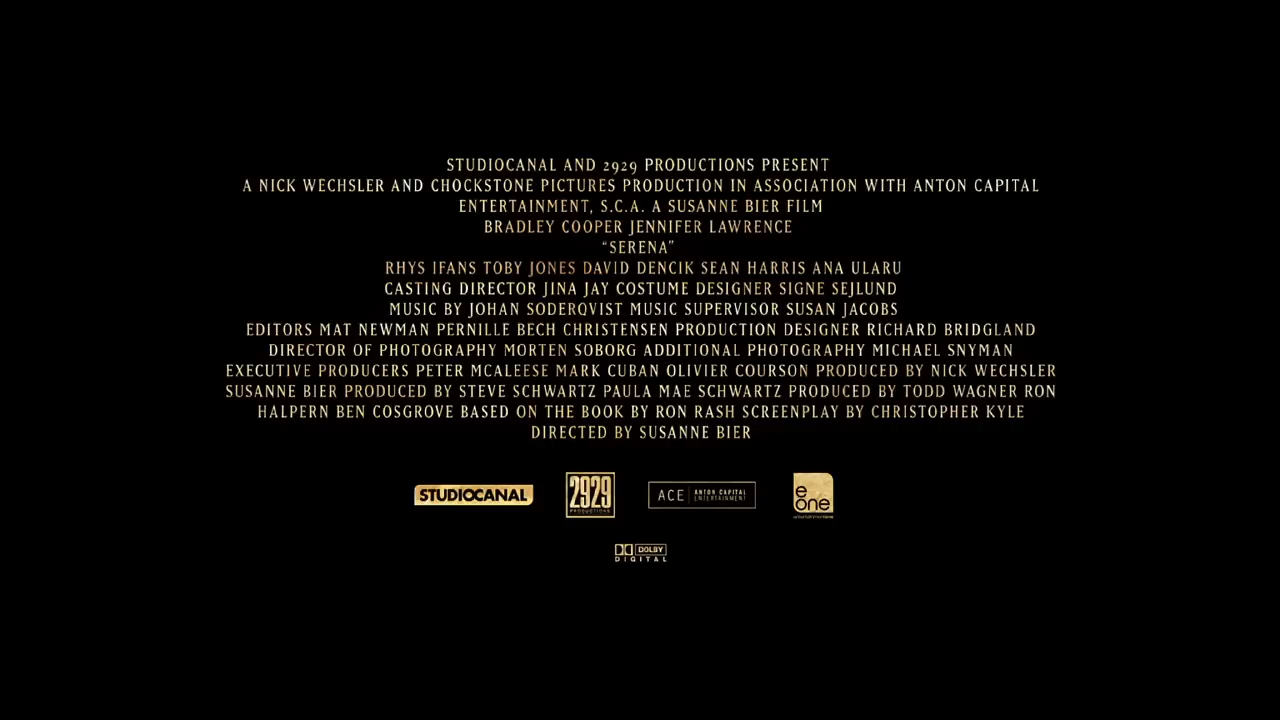 STUDIOCANAL AND 2929 PRODUCTIONS PRESENT
A NICK WECHSLER AND CHOCKSTONE PICTURES PRODUCTION IN ASSOCIATION WITH ANTON CAPITAL
ENTERTAINMENT, S.C.A. A SUSANNE BIER FILM
BRADLEY COOPER JENNIFER LAWRENCE
“SERENA”
RHYS IFANS TOBY JONES DAVID DENCIK SEAN HARRIS ANA ULARU
CASTING DIRECTOR JINA JAY COSTUME DESIGNER SIGNE SEJLUND
MUSIC BY JOHAN SODERQVIST MUSIC SUPERVISOR SUSAN JACOBS
EDITORS MAT NEWMAN PERNILLE BECH CHRISTENSEN PRODUCTION DESIGNER RICHARD BRIDGLAND
DIRECTOR OF PHOTOGRAPHY MORTEN SOBORG ADDITIONAL PHOTOGRAPHY MICHAEL SNYMAN
EXECUTIVE PRODUCERS PETER MCALEESE MARK CUBAN OLIVIER COURSON PRODUCED BY NICK WECHSLER
SUSANNE BIER PRODUCED BY STEVE SCHWARTZ PAULA MAE SCHWARTZ PRODUCED BY TODD WAGNER RON
HALPERN BEN COSGROVE BASED ON THE BOOK BY RON RASH SCREENPLAY BY CHRISTOPHER KYLE
DIRECTED BY SUSANNE BIER
STUDIOCANAL
2929
PRODUCTIONS
ACE
ANTON CAPITAL
ENTERTAINMENT
e
one
DOLBY
DIGITAL